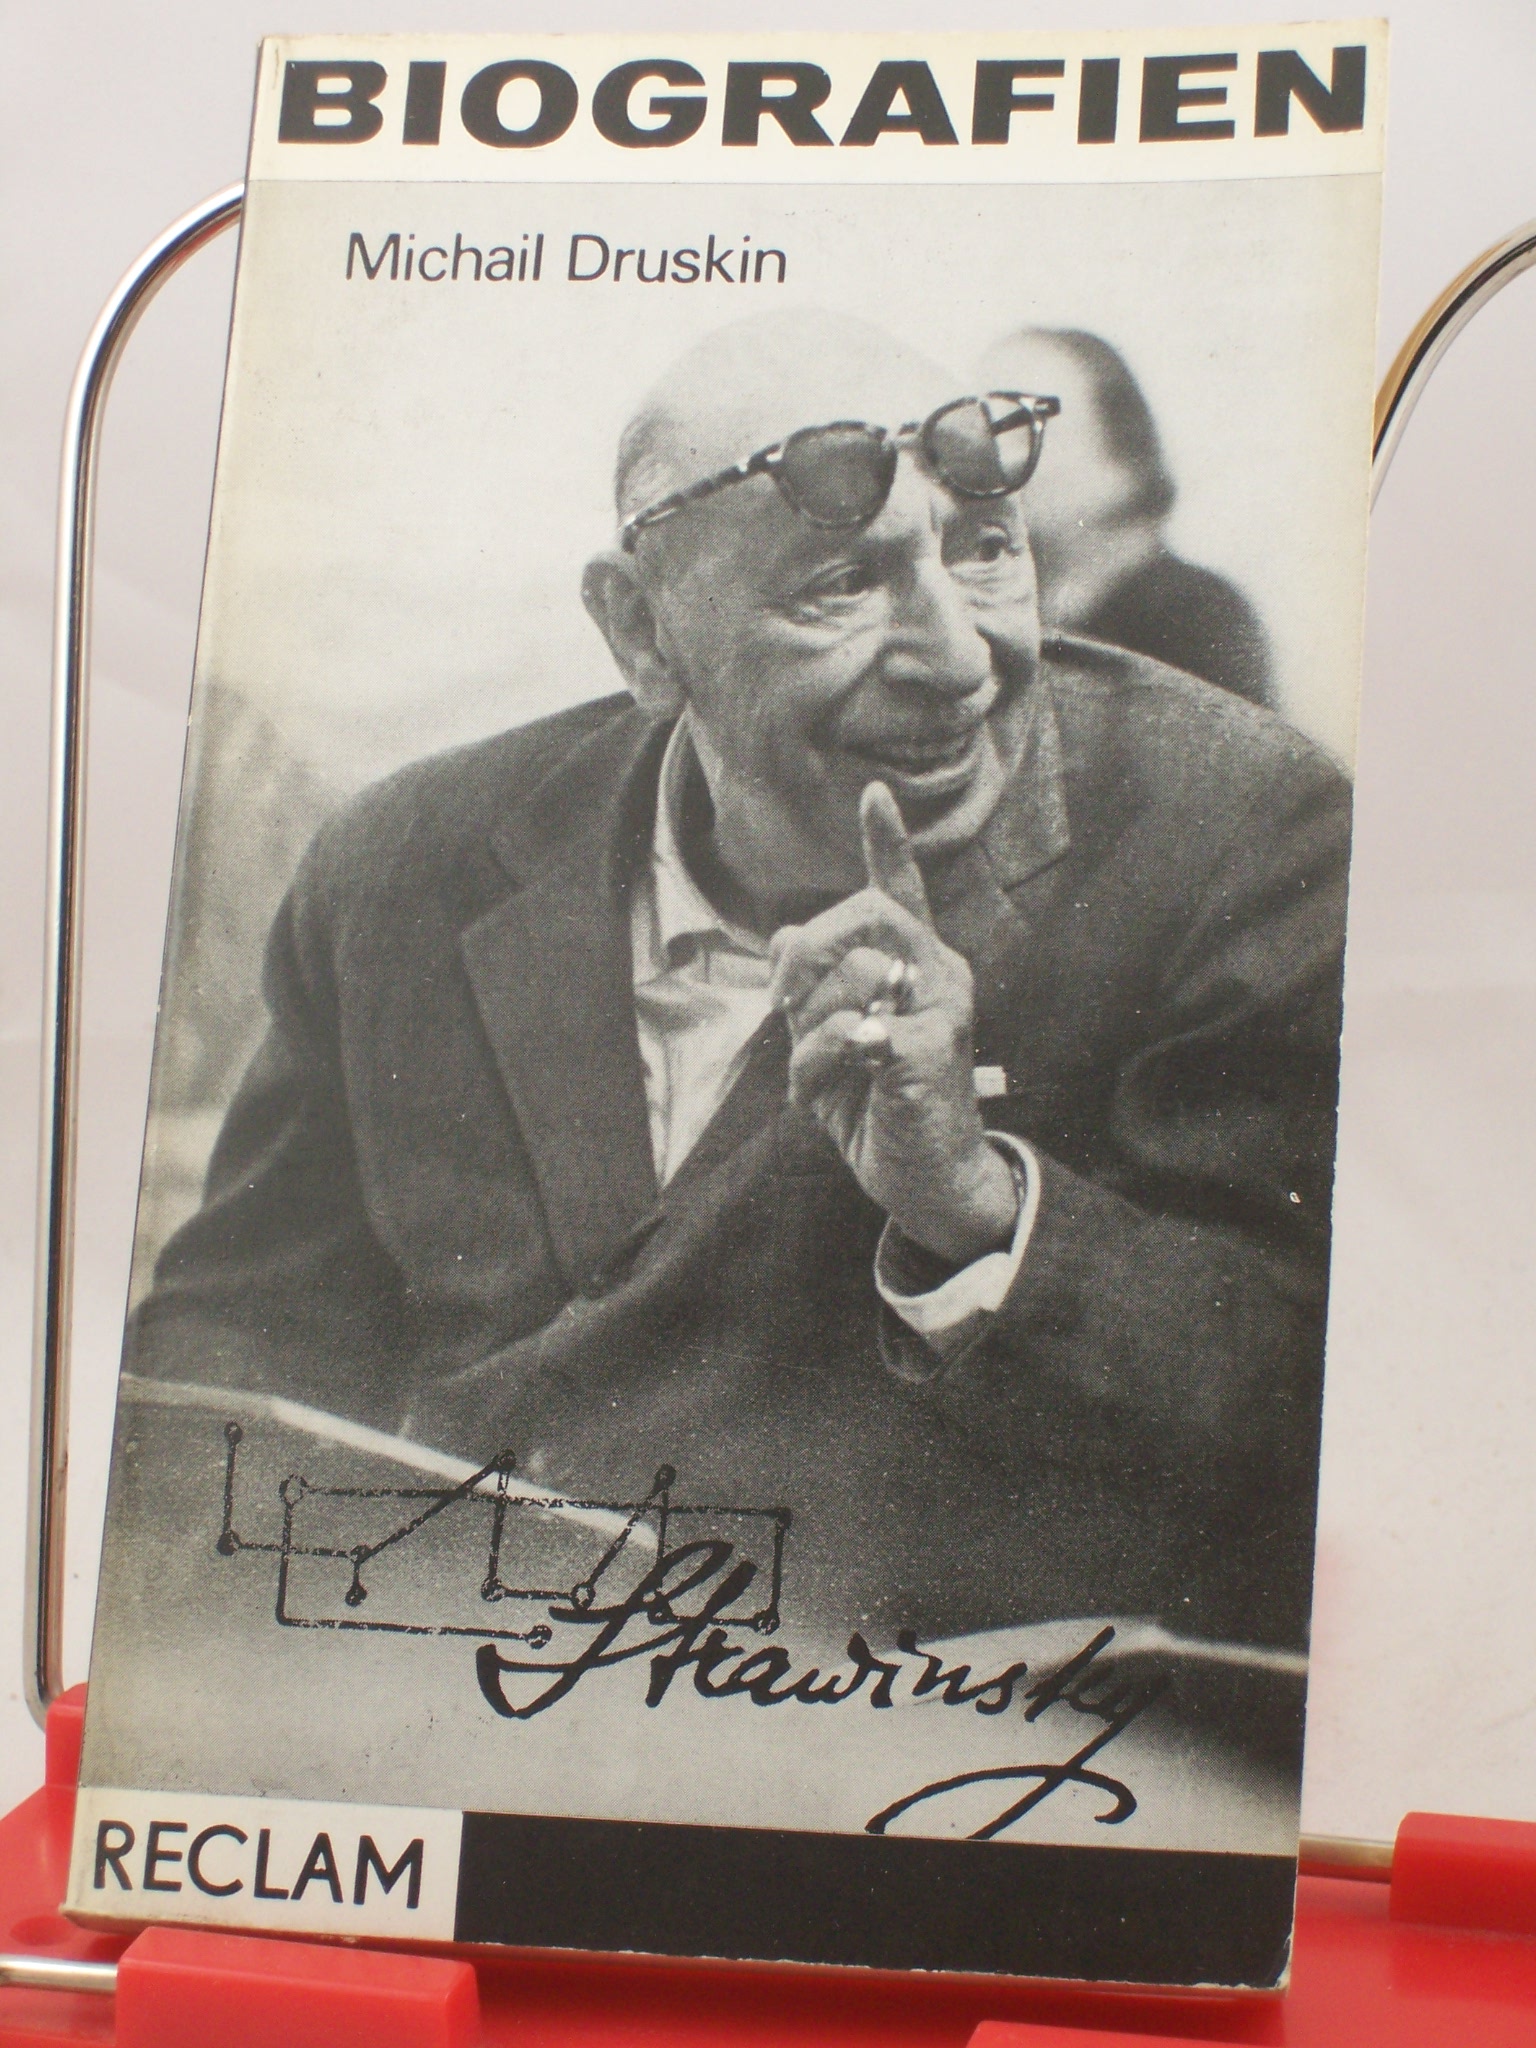 BIOGRAFIEN
Michail Druskin
Strawinsky
RECLAM